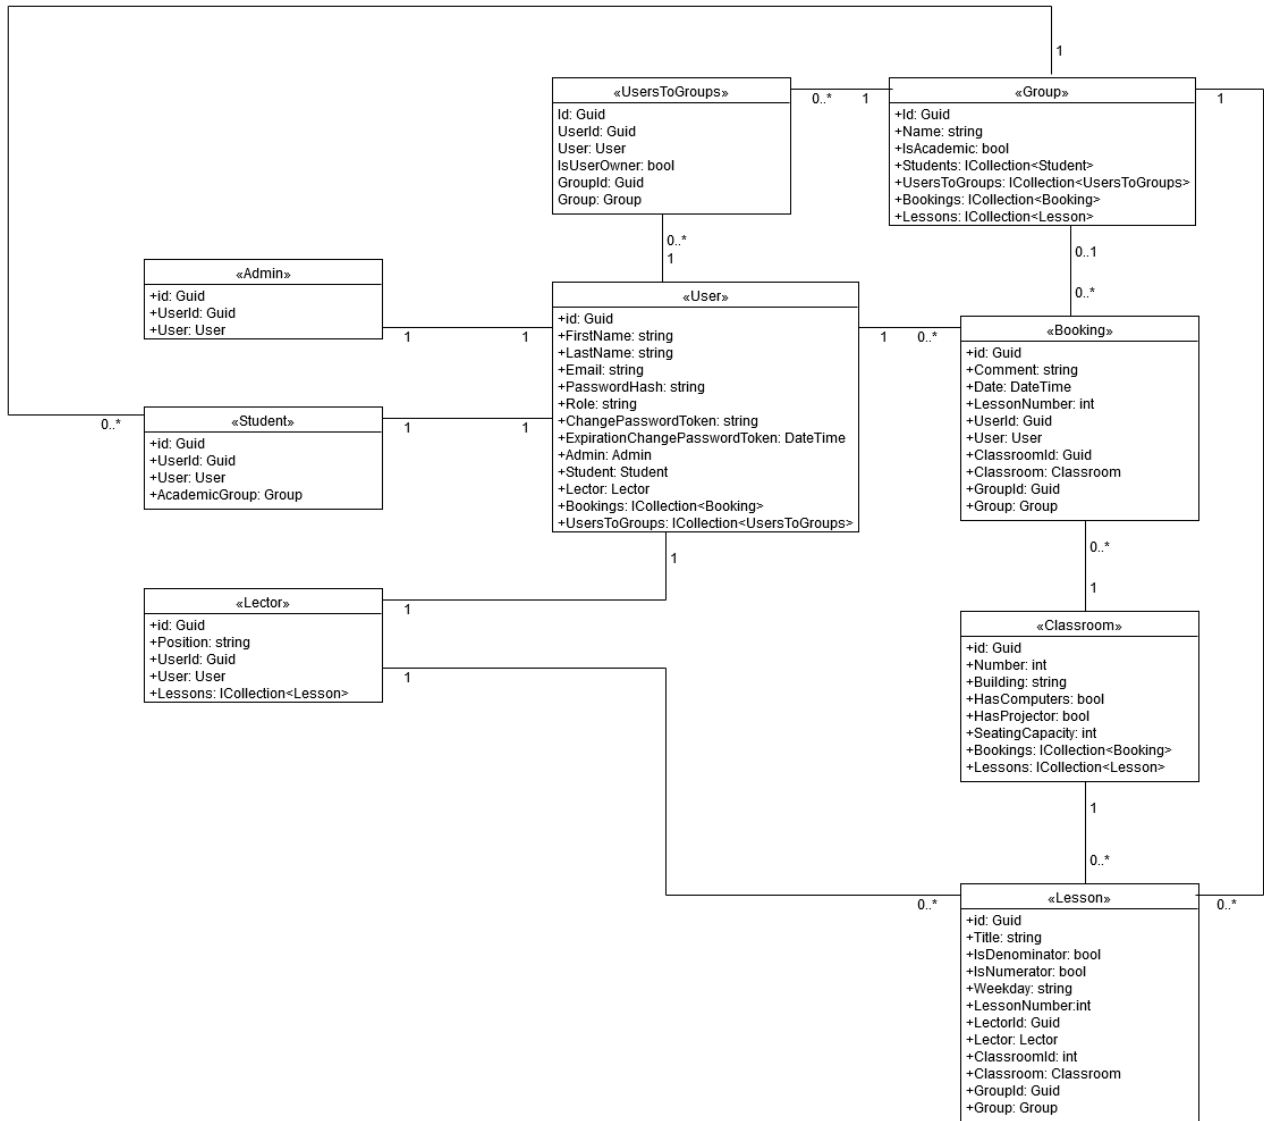 1
«UsersToGroups»
Id: Guid
UserId: Guid
User: User
IsUserOwner: bool
GroupId: Guid
Group: Group
0..*
1
«Group»
+Id: Guid
+Name: string
+IsAcademic: bool
+Students: ICollection<Student>
+UsersToGroups: ICollection<UsersToGroups>
+Bookings: ICollection<Booking>
+Lessons: ICollection<Lesson>
1
0..*
1
0..1
0..*
«Admin»
+id: Guid
+UserId: Guid
+User: User
1
1
«User»
+id: Guid
+FirstName: string
+LastName: string
+Email: string
+PasswordHash: string
+Role: string
+ChangePasswordToken: string
+ExpirationChangePasswordToken: DateTime
+Admin: Admin
+Student: Student
+Lector: Lector
+Bookings: ICollection<Booking>
+UsersToGroups: ICollection<UsersToGroups>
1
0..*
«Booking»
+id: Guid
+Comment: string
+Date: DateTime
+LessonNumber: int
+UserId: Guid
+User: User
+ClassroomId: Guid
+Classroom: Classroom
+GroupId: Guid
+Group: Group
0..*
«Student»
+id: Guid
+UserId: Guid
+User: User
+AcademicGroup: Group
1
1
1
0..*
1
«Lector»
+id: Guid
+Position: string
+UserId: Guid
+User: User
+Lessons: ICollection<Lesson>
1
1
«Classroom»
+id: Guid
+Number: int
+Building: string
+HasComputers: bool
+HasProjector: bool
+SeatingCapacity: int
+Bookings: ICollection<Booking>
+Lessons: ICollection<Lesson>
1
0..*
0..*
0..*
«Lesson»
+id: Guid
+Title: string
+IsDenominator: bool
+IsNumerator: bool
+Weekday: string
+LessonNumber:int
+LectorId: Guid
+Lector: Lector
+ClassroomId: int
+Classroom: Classroom
+GroupId: Guid
+Group: Group